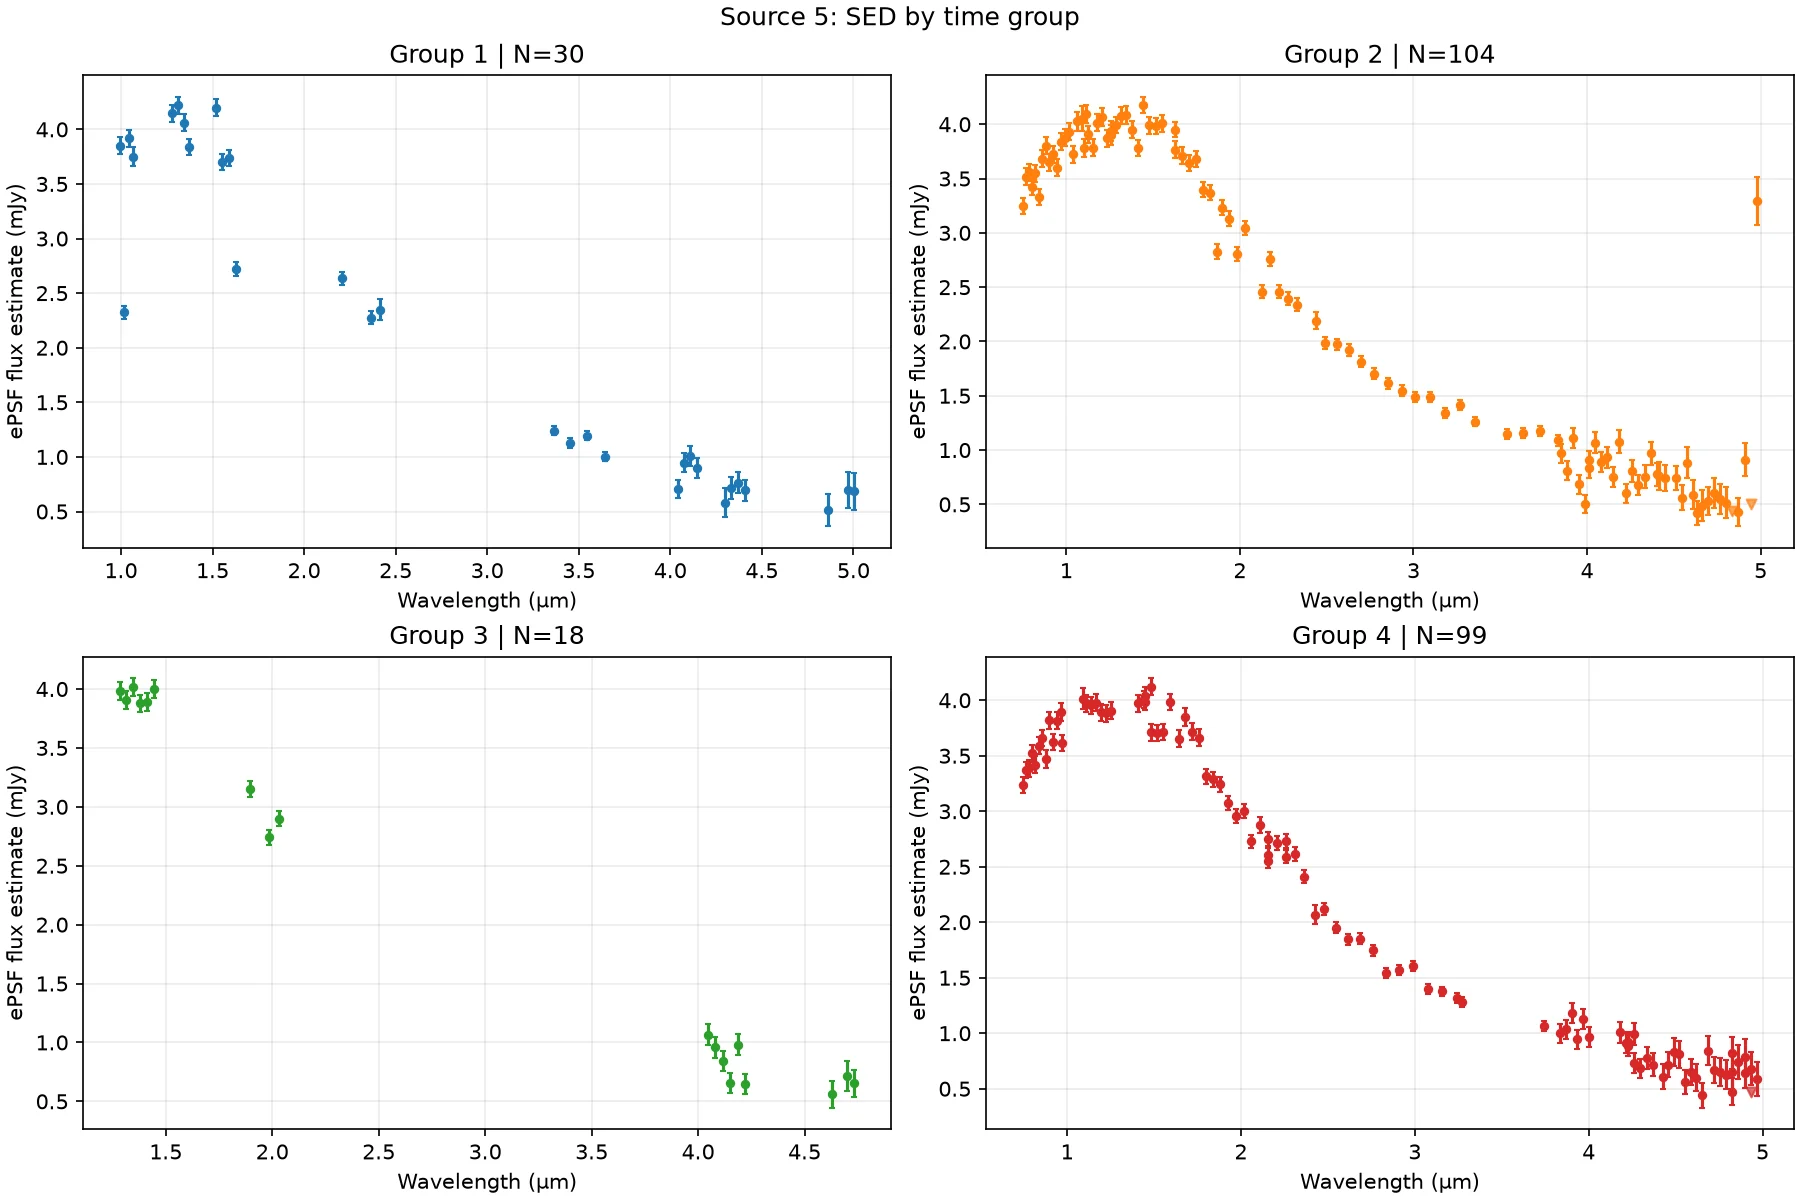 Source 5: SED by time group
Group 1 | N=30
ePSF flux estimate (mJy)
4.0
3.5
3.0
2.5
2.0
1.5
1.0
0.5
1.0 1.5 2.0 2.5 3.0 3.5 4.0 4.5 5.0
Wavelength (μm)
Group 2 | N=104
ePSF flux estimate (mJy)
4.0
3.5
3.0
2.5
2.0
1.5
1.0
0.5
1 2 3 4 5
Wavelength (μm)
Group 3 | N=18
ePSF flux estimate (mJy)
4.0
3.5
3.0
2.5
2.0
1.5
1.0
0.5
1.5 2.0 2.5 3.0 3.5 4.0 4.5
Wavelength (μm)
Group 4 | N=99
ePSF flux estimate (mJy)
4.0
3.5
3.0
2.5
2.0
1.5
1.0
0.5
1 2 3 4 5
Wavelength (μm)